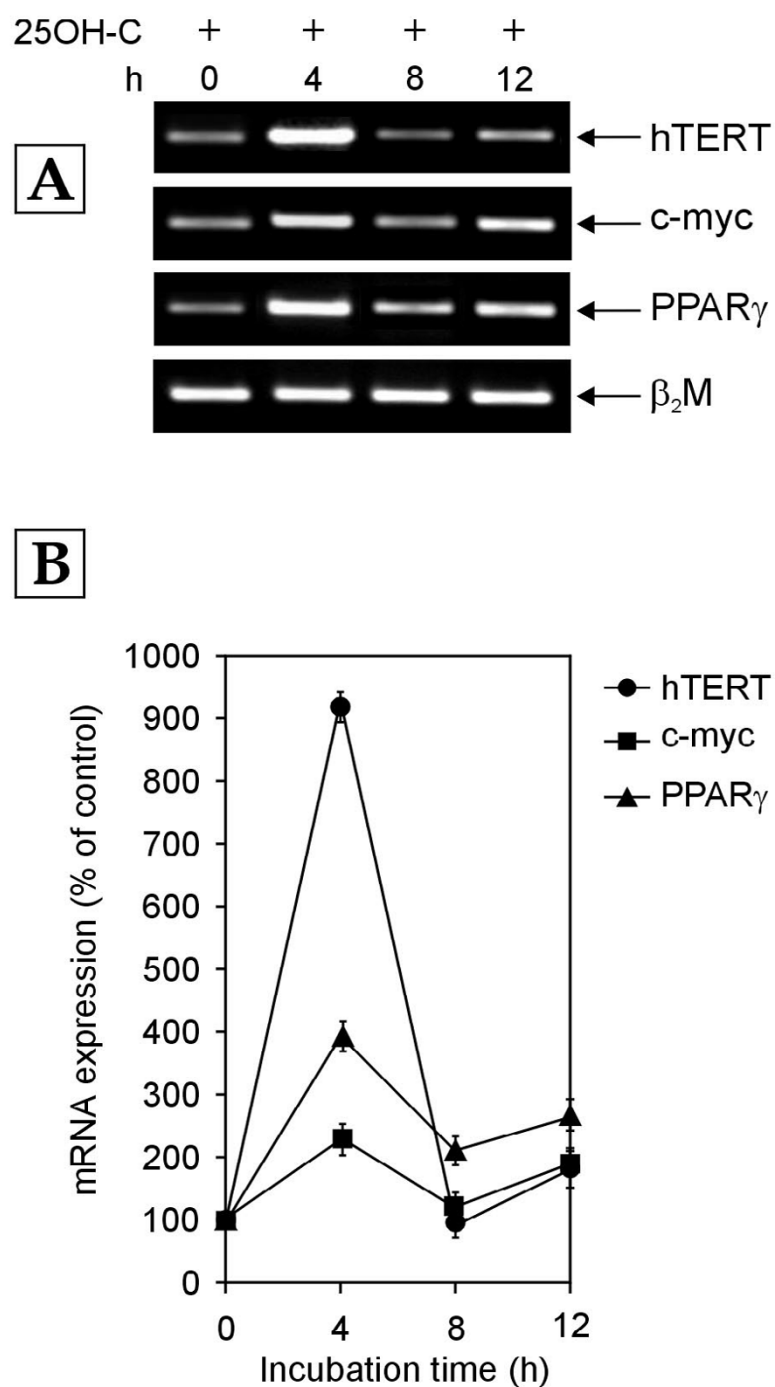 25OH-C + + + +
h 0 4 8 12
A
hTERT
c-myc
PPARγ
β₂M
B
1000
900
800
700
600
500
400
300
200
100
0
mRNA expression (% of control)
0 4 8 12
Incubation time (h)
hTERT
c-myc
PPARγ